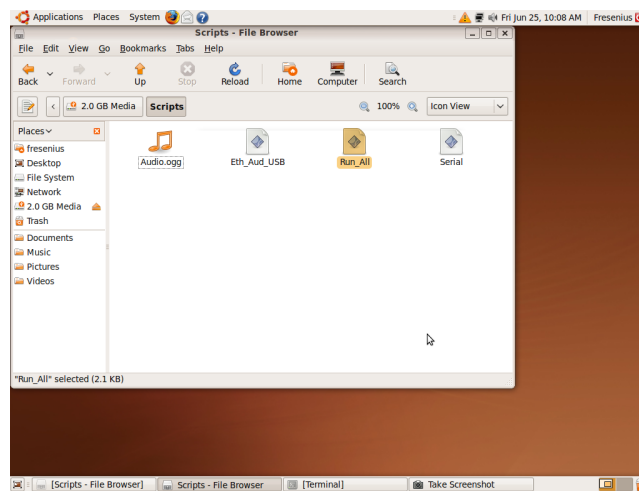 Applications Places System Fri Jun 25, 10:08 AM Fresenius
Scripts - File Browser
File Edit View Go Bookmarks Tabs Help
Back Forward Up Stop Reload Home Computer Search
2.0 GB Media Scripts 100% Icon View
Places
fresenius
Desktop
File System
Network
2.0 GB Media
Trash
Documents
Music
Pictures
Videos
Audio.ogg Eth_Aud_USB Run_All Serial
"Run_All" selected (2.1 KB)
[Scripts - File Browser] Scripts - File Browser [Terminal] Take Screenshot